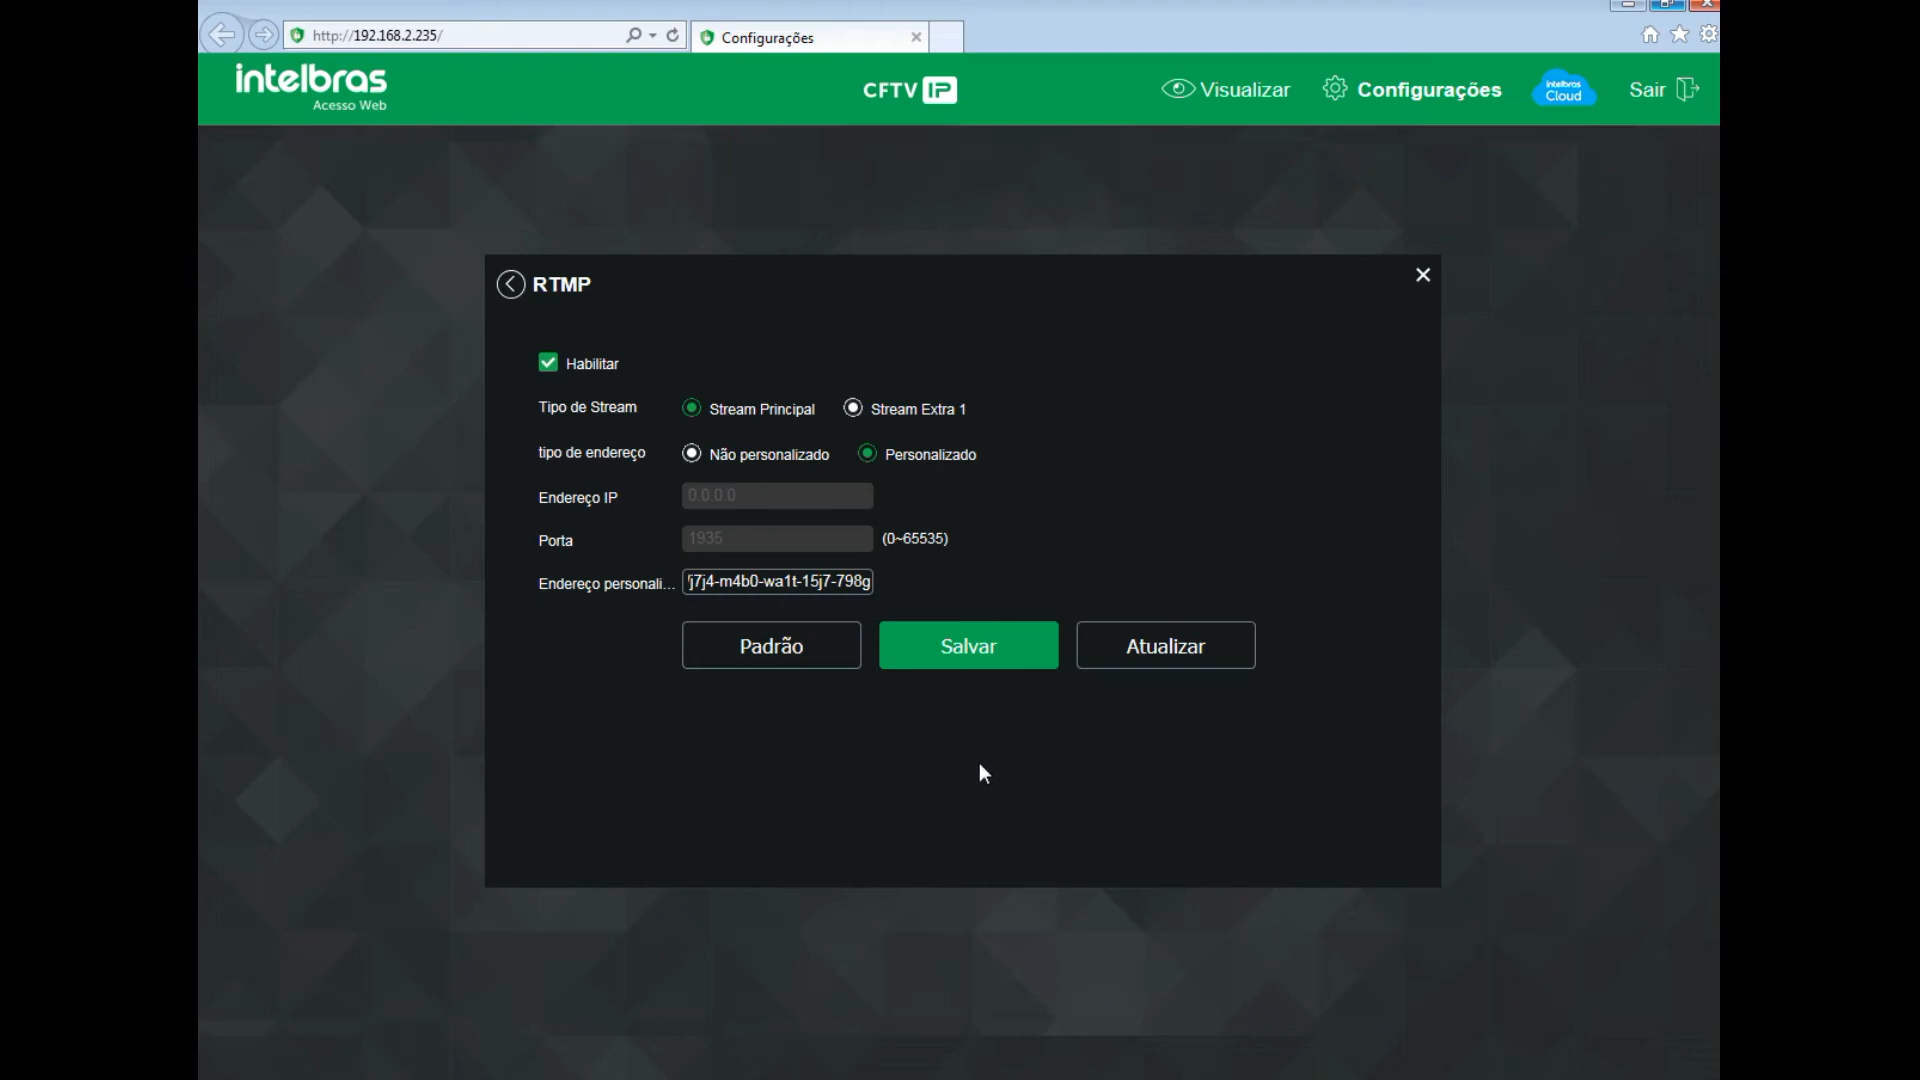 http://192.168.2.235/
Configurações
intelbras
Acesso Web
CFTV IP
Visualizar
Configurações
intelbras
Cloud
Sair
RTMP
Habilitar
Tipo de Stream
Stream Principal
Stream Extra 1
tipo de endereço
Não personalizado
Personalizado
Endereço IP
0.0.0.0
Porta
1935
(0~65535)
Endereço personali...
j7j4-m4b0-wa1t-15j7-798g
Padrão
Salvar
Atualizar